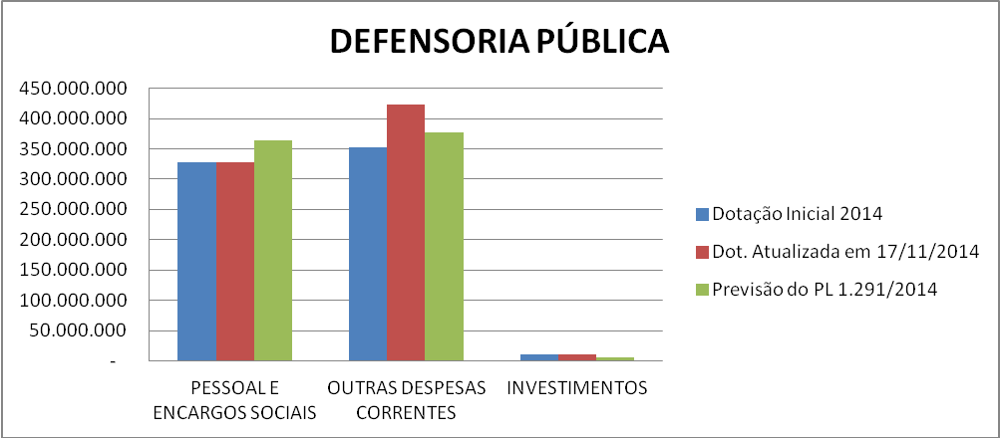 DEFENSORIA PÚBLICA
450.000.000
400.000.000
350.000.000
300.000.000
250.000.000
200.000.000
150.000.000
100.000.000
50.000.000
-
PESSOAL E
ENCARGOS SOCIAIS
OUTRAS DESPESAS
CORRENTES
INVESTIMENTOS
Dotação Inicial 2014
Dot. Atualizada em 17/11/2014
Previsão do PL 1.291/2014